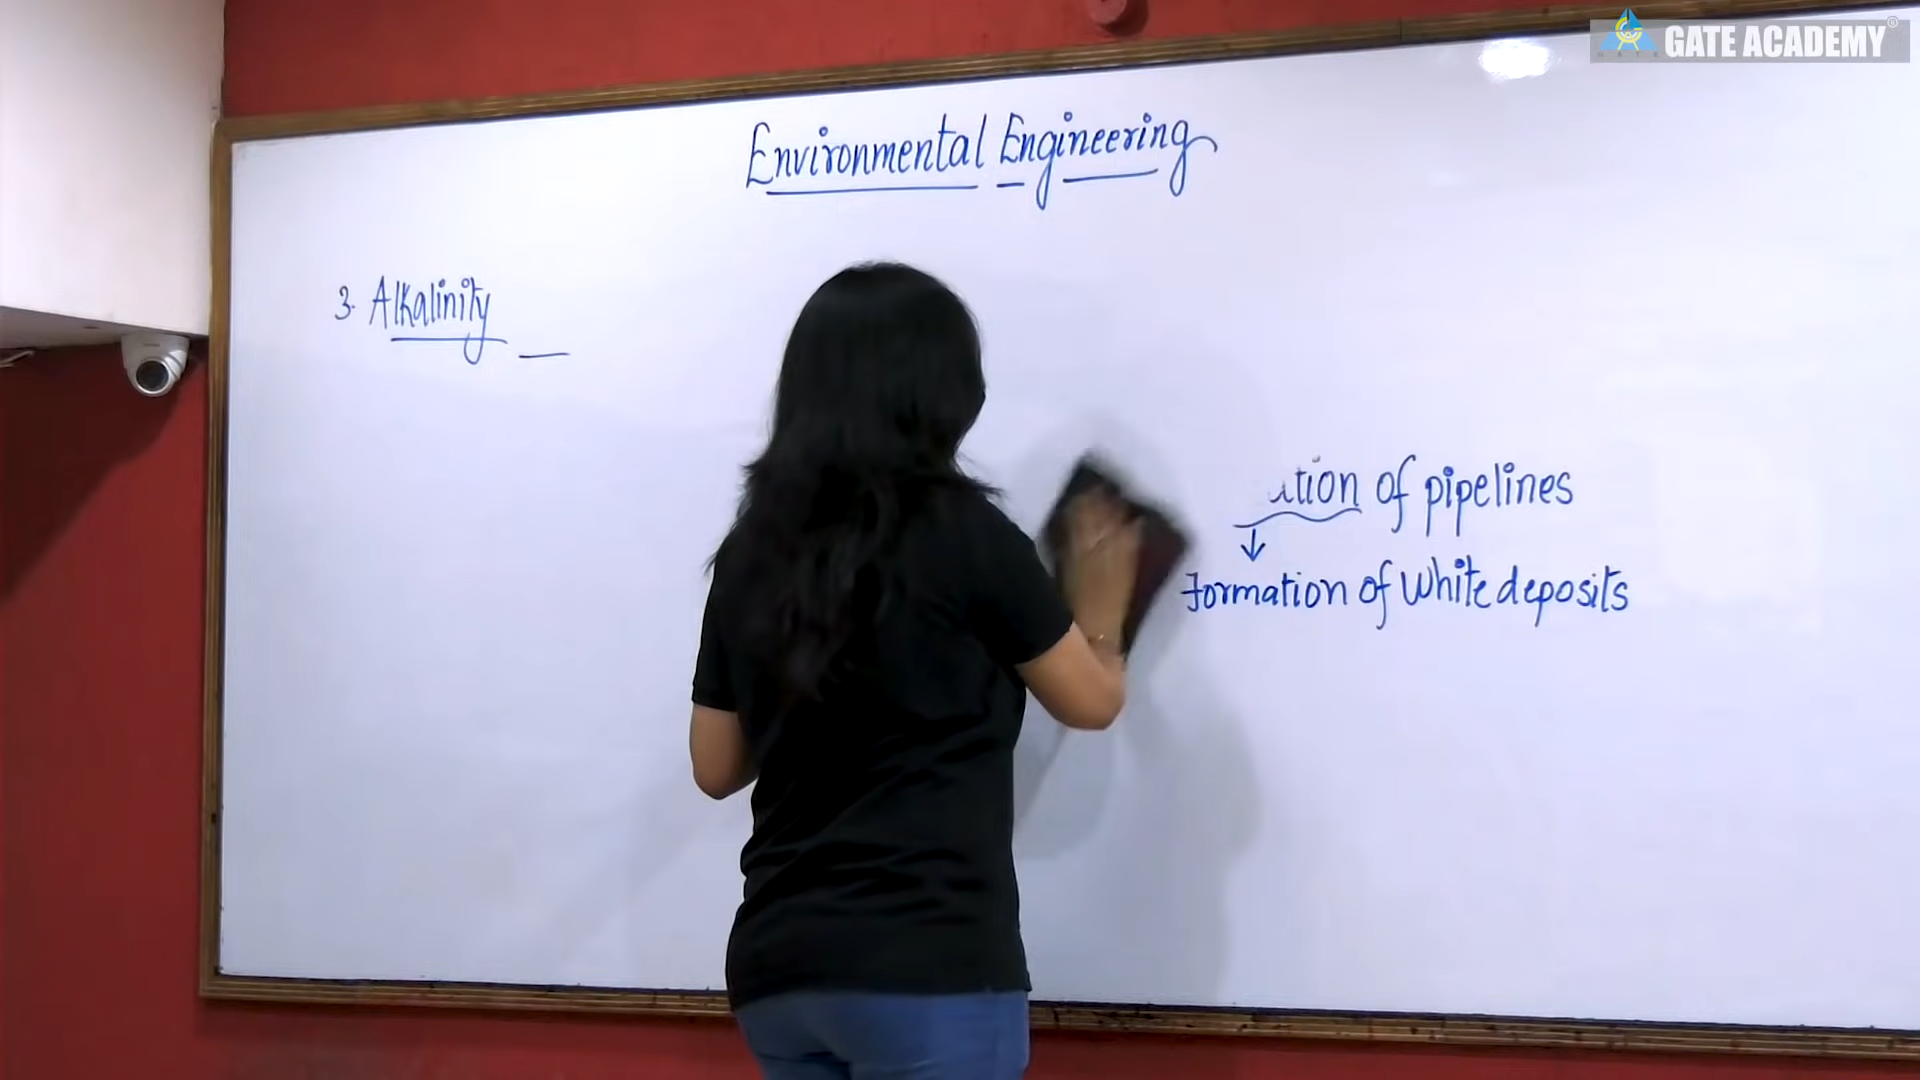 GATE ACADEMY
Environmental Engineering
3. Alkalinity
of pipelines
Formation of White deposits